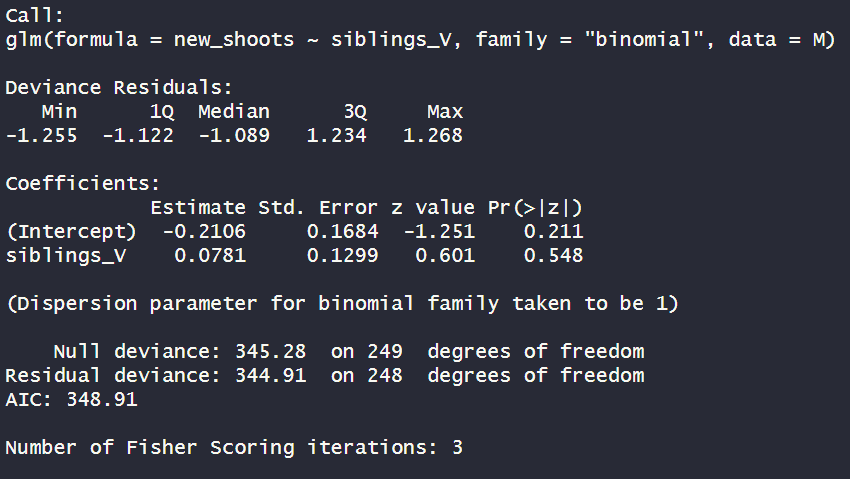 Call:
glm(formula = new_shoots ~ siblings_V, family = "binomial", data = M)
Deviance Residuals:
Min 1Q Median 3Q Max
-1.255 -1.122 -1.089 1.234 1.268
Coefficients:
Estimate Std. Error z value Pr(>|z|)
(Intercept) -0.2106 0.1684 -1.251 0.211
siblings_V 0.0781 0.1299 0.601 0.548
(Dispersion parameter for binomial family taken to be 1)
Null deviance: 345.28 on 249 degrees of freedom
Residual deviance: 344.91 on 248 degrees of freedom
AIC: 348.91
Number of Fisher Scoring iterations: 3